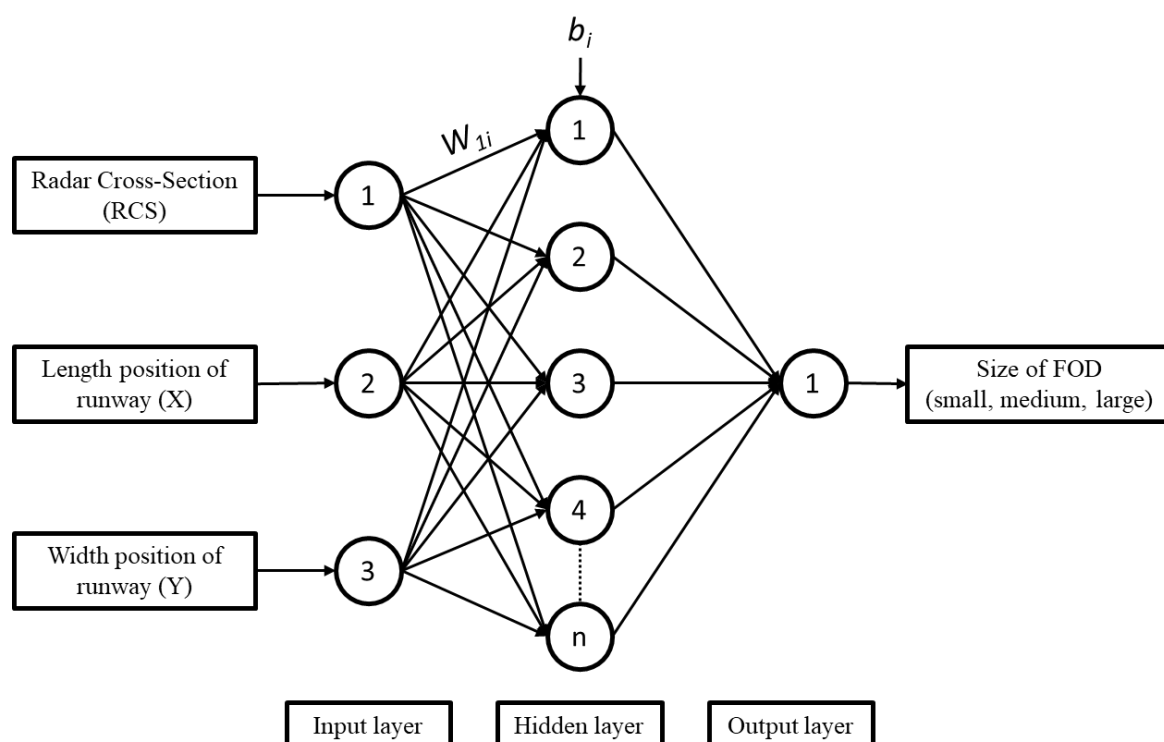 b_i
W_1i
Radar Cross-Section
(RCS)
Length position of
runway (X)
Width position of
runway (Y)
1
2
3
1
2
3
4
n
1
Size of FOD
(small, medium, large)
Input layer
Hidden layer
Output layer